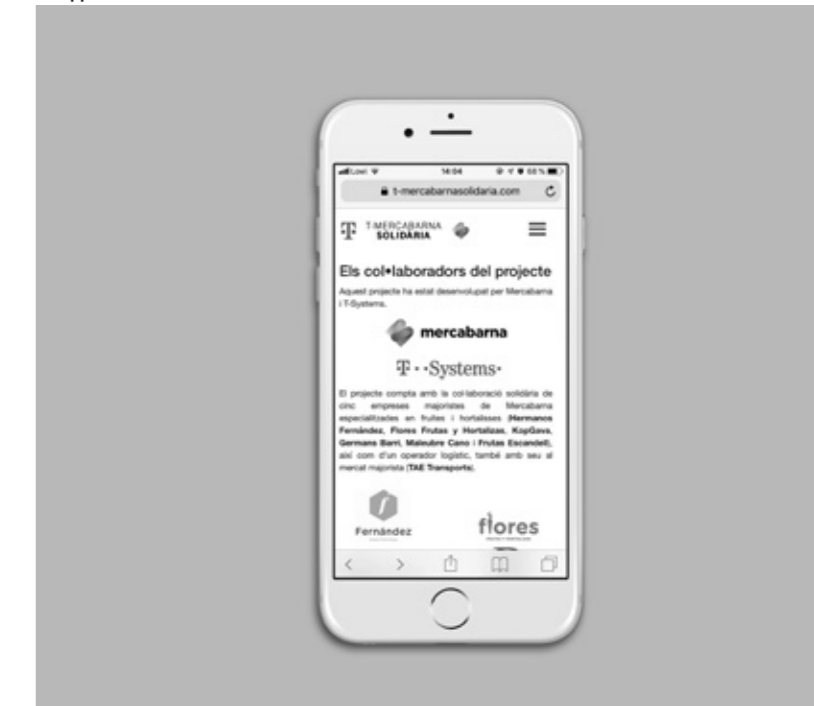 Lowi 14:04 68 %
t-mercabarnasolidaria.com
T-MERCABARNA
SOLIDÀRIA
Els col•laboradors del projecte
Aquest projecte ha estat desenvolupat per Mercabarna
i T-Systems.
mercabarna
T · ·Systems·
El projecte compta amb la col·laboració solidària de
cinc empreses majoristes de Mercabarna
especialitzades en fruites i hortalisses (Hermanos
Fernández, Flores Frutas y Hortalizas, KopGavà,
Germans Barri, Maleubre Cano i Frutas Escandell),
així com d'un operador logístic, també amb seu al
mercat majorista (TAE Transports).
Fernández
flores